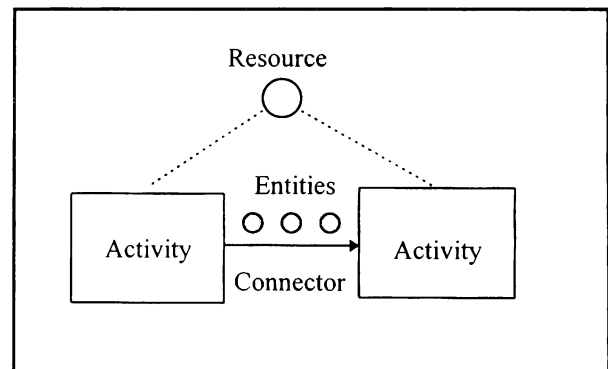 Resource
Entities
Activity
Activity
Connector